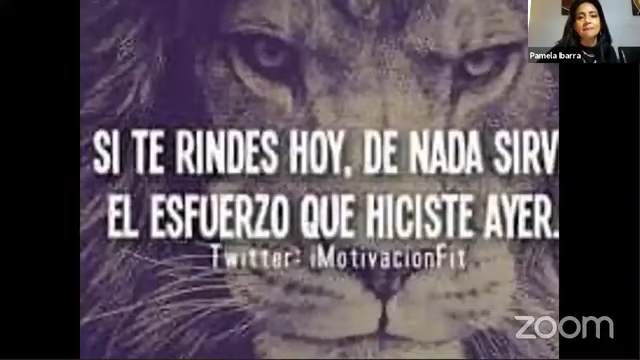 Pamela Ibarra
SI TE RINDES HOY, DE NADA SIRV
EL ESFUERZO QUE HICISTE AYER.
Twitter: iMotivacionFit
zoom